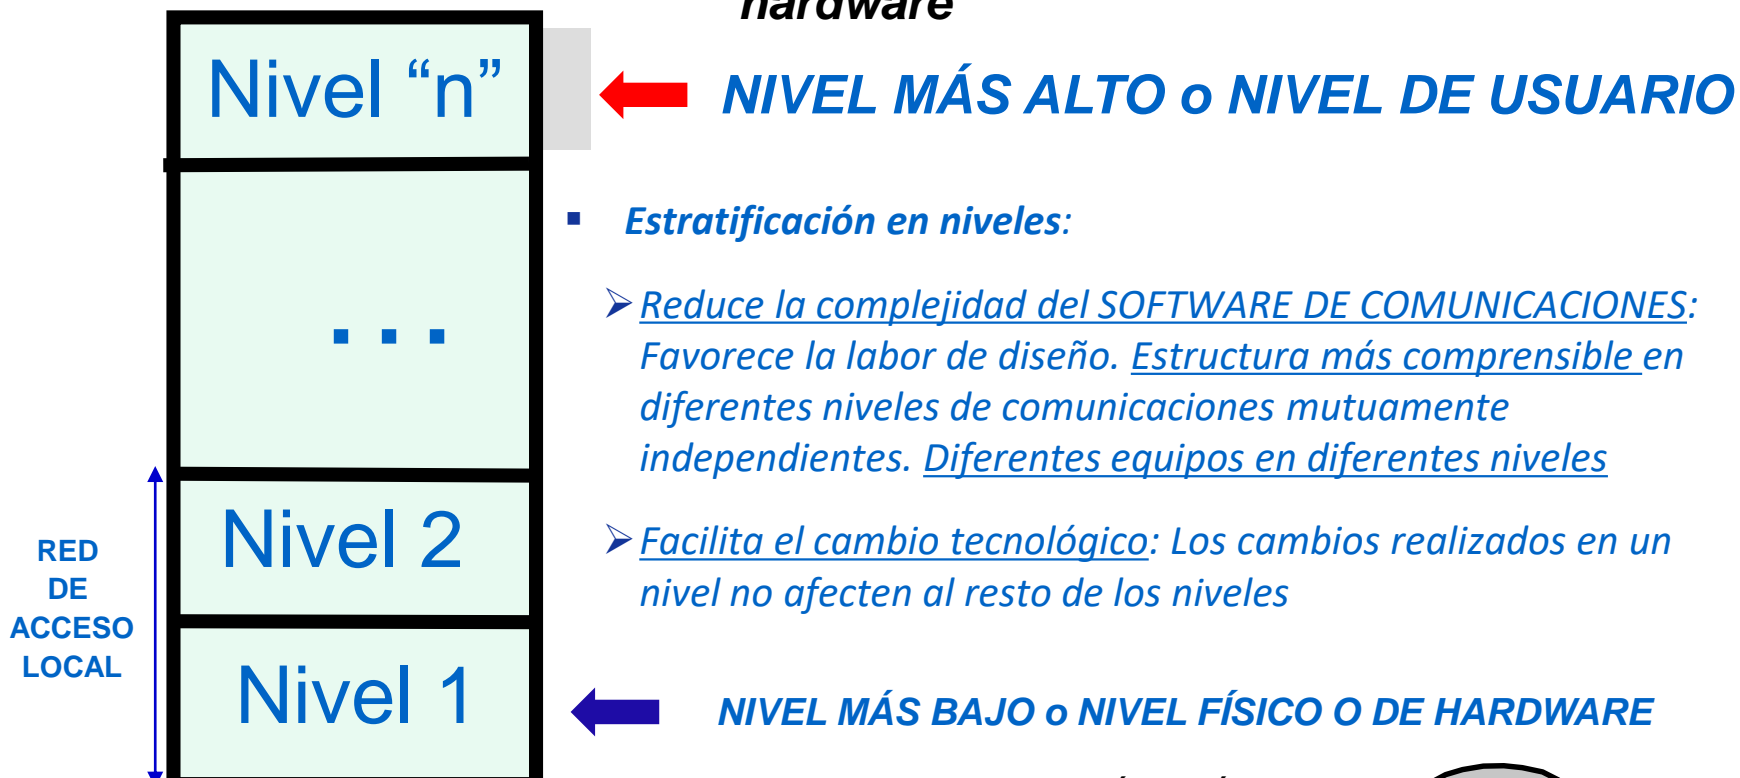 hardware
Nivel “n”
NIVEL MÁS ALTO o NIVEL DE USUARIO
▪ Estratificación en niveles:
➢ Reduce la complejidad del SOFTWARE DE COMUNICACIONES:
Favorece la labor de diseño. Estructura más comprensible en
diferentes niveles de comunicaciones mutuamente
independientes. Diferentes equipos en diferentes niveles
...
Nivel 2
➢ Facilita el cambio tecnológico: Los cambios realizados en un
nivel no afecten al resto de los niveles
RED
DE
ACCESO
LOCAL
Nivel 1
NIVEL MÁS BAJO o NIVEL FÍSICO O DE HARDWARE